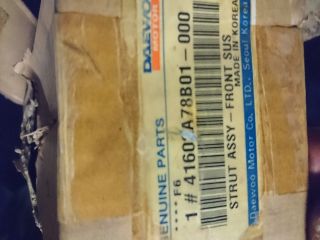 DAEWOO
MOTOR
GENUINE PARTS
****F6
1 # 41602A78B01-000
STRUT ASSY-FRONT SUS
MADE IN KOREA
Daewoo Motor Co. LTD., Seoul Korea